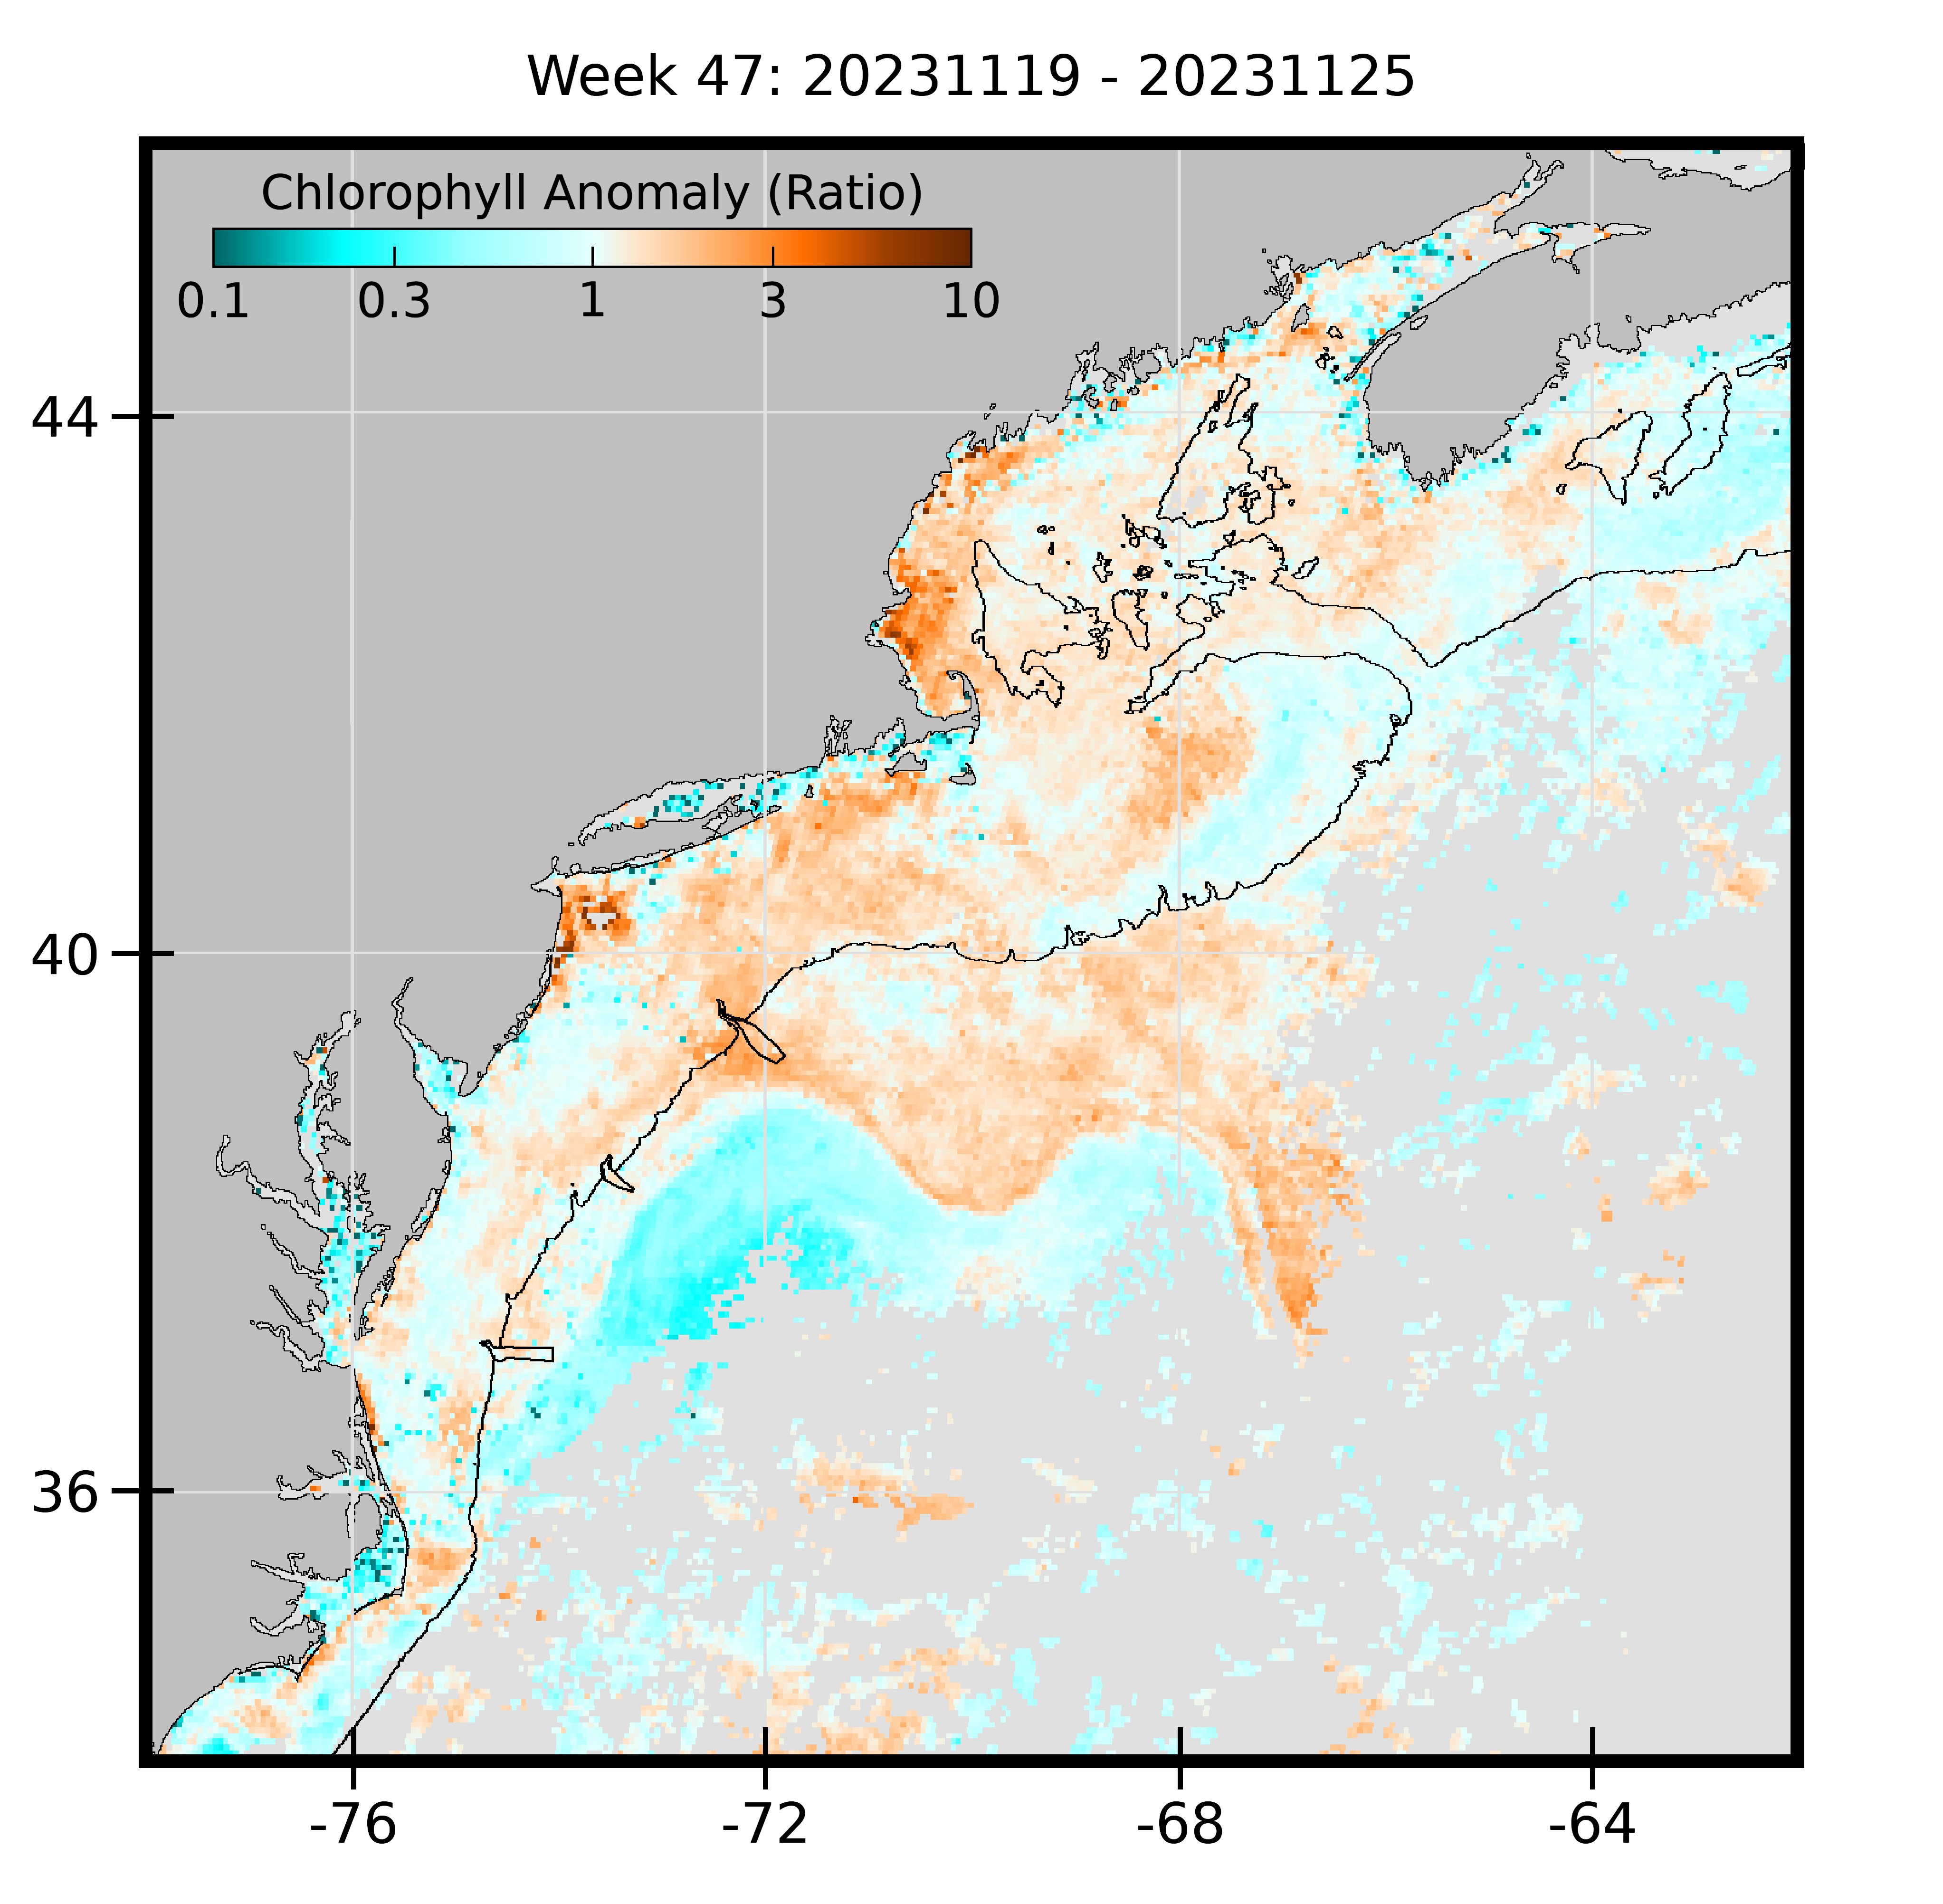 Week 47: 20231119 - 20231125
Chlorophyll Anomaly (Ratio)
0.1 0.3 1 3 10
44
40
36
-76 -72 -68 -64